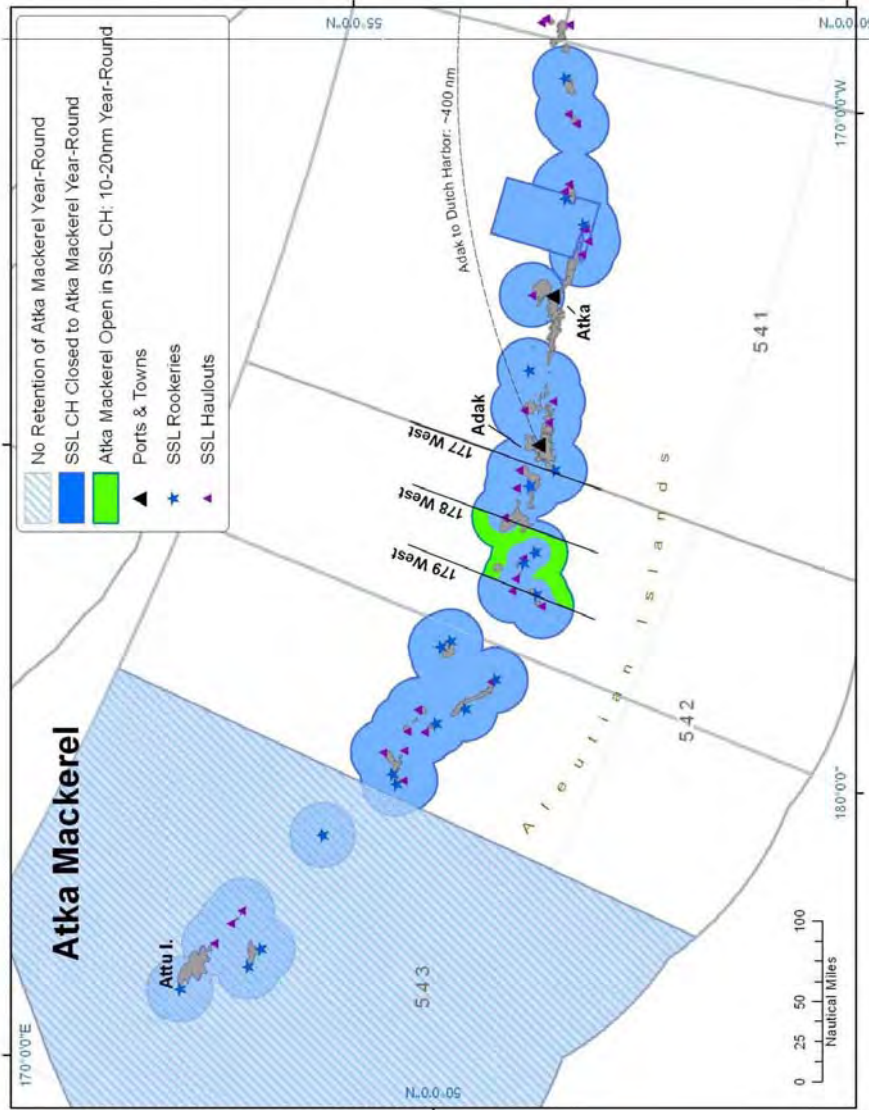 Atka Mackerel
No Retention of Atka Mackerel Year-Round
SSL CH Closed to Atka Mackerel Year-Round
Atka Mackerel Open in SSL CH: 10-20nm Year-Round
Ports & Towns
SSL Rookeries
SSL Haulouts
170°0'0"E
55°0'0"N
Attu I.
543
179 West
178 West
177 West
Adak
Adak to Dutch Harbor: ~400 nm
Atka
Aleutian Islands
542
541
0 25 50 100
Nautical Miles
50°0'0"N
180°0'0"
170°0'0"W